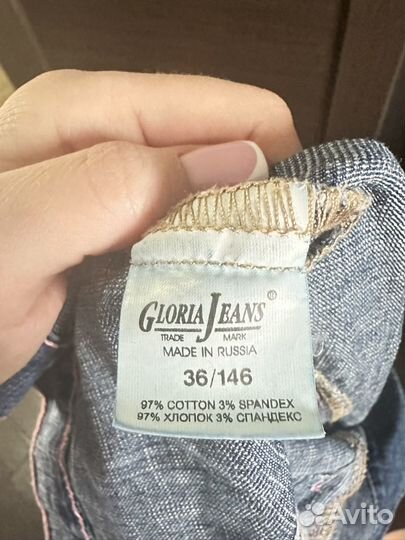 GLORIA JEANS®
TRADE MARK
MADE IN RUSSIA
36/146
97% COTTON 3% SPANDEX
97% ХЛОПОК 3% СПАНДЕКС
Avito